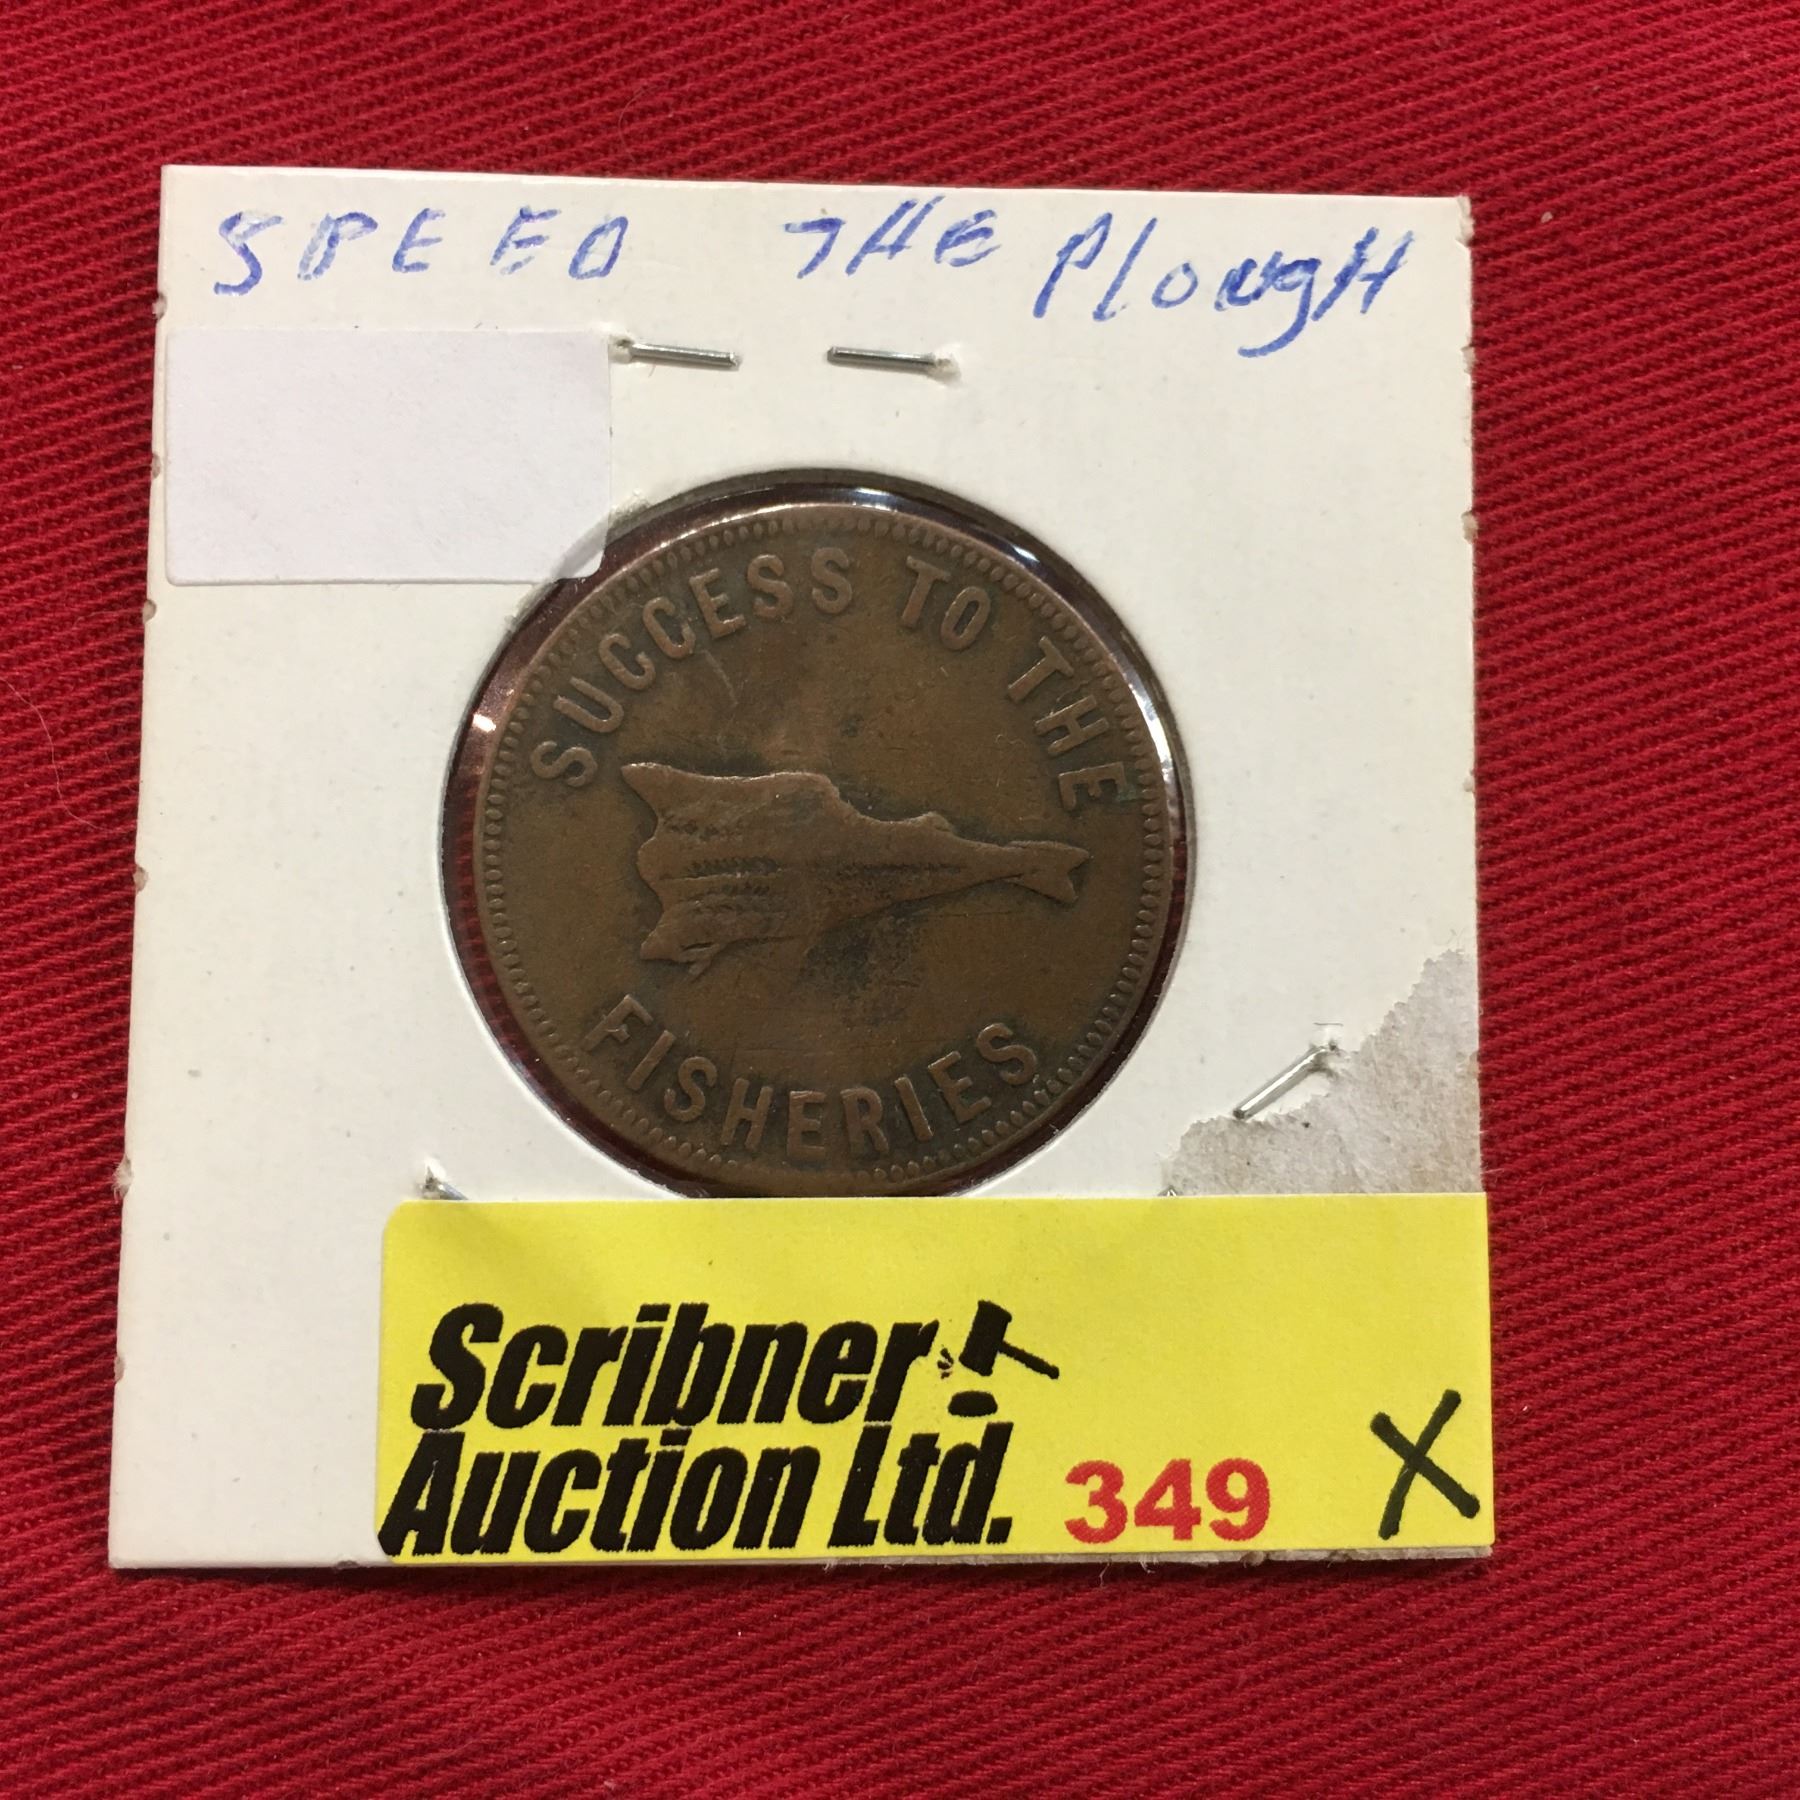 SPEED THE PlougH
SUCCESS TO THE
FISHERIES
Scribner
Auction Ltd. 349 X